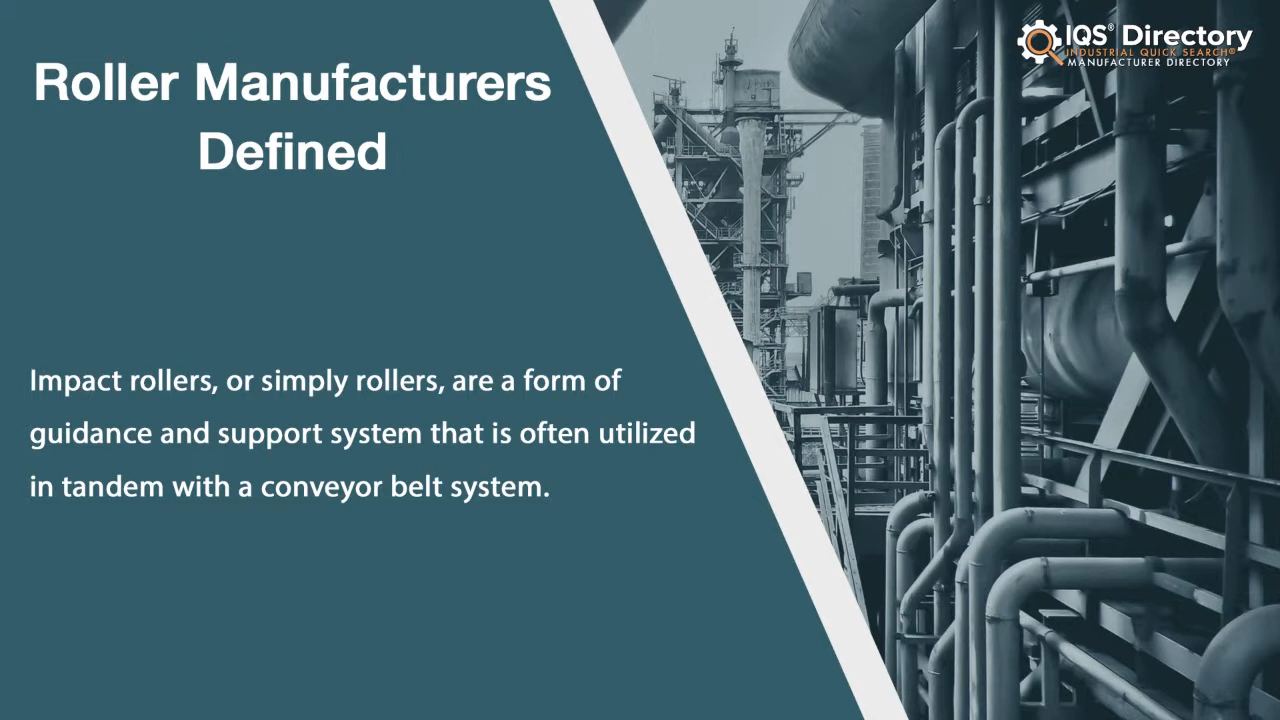 Roller Manufacturers
Defined
IQS® Directory
INDUSTRIAL QUICK SEARCH®
MANUFACTURER DIRECTORY
Impact rollers, or simply rollers, are a form of
guidance and support system that is often utilized
in tandem with a conveyor belt system.